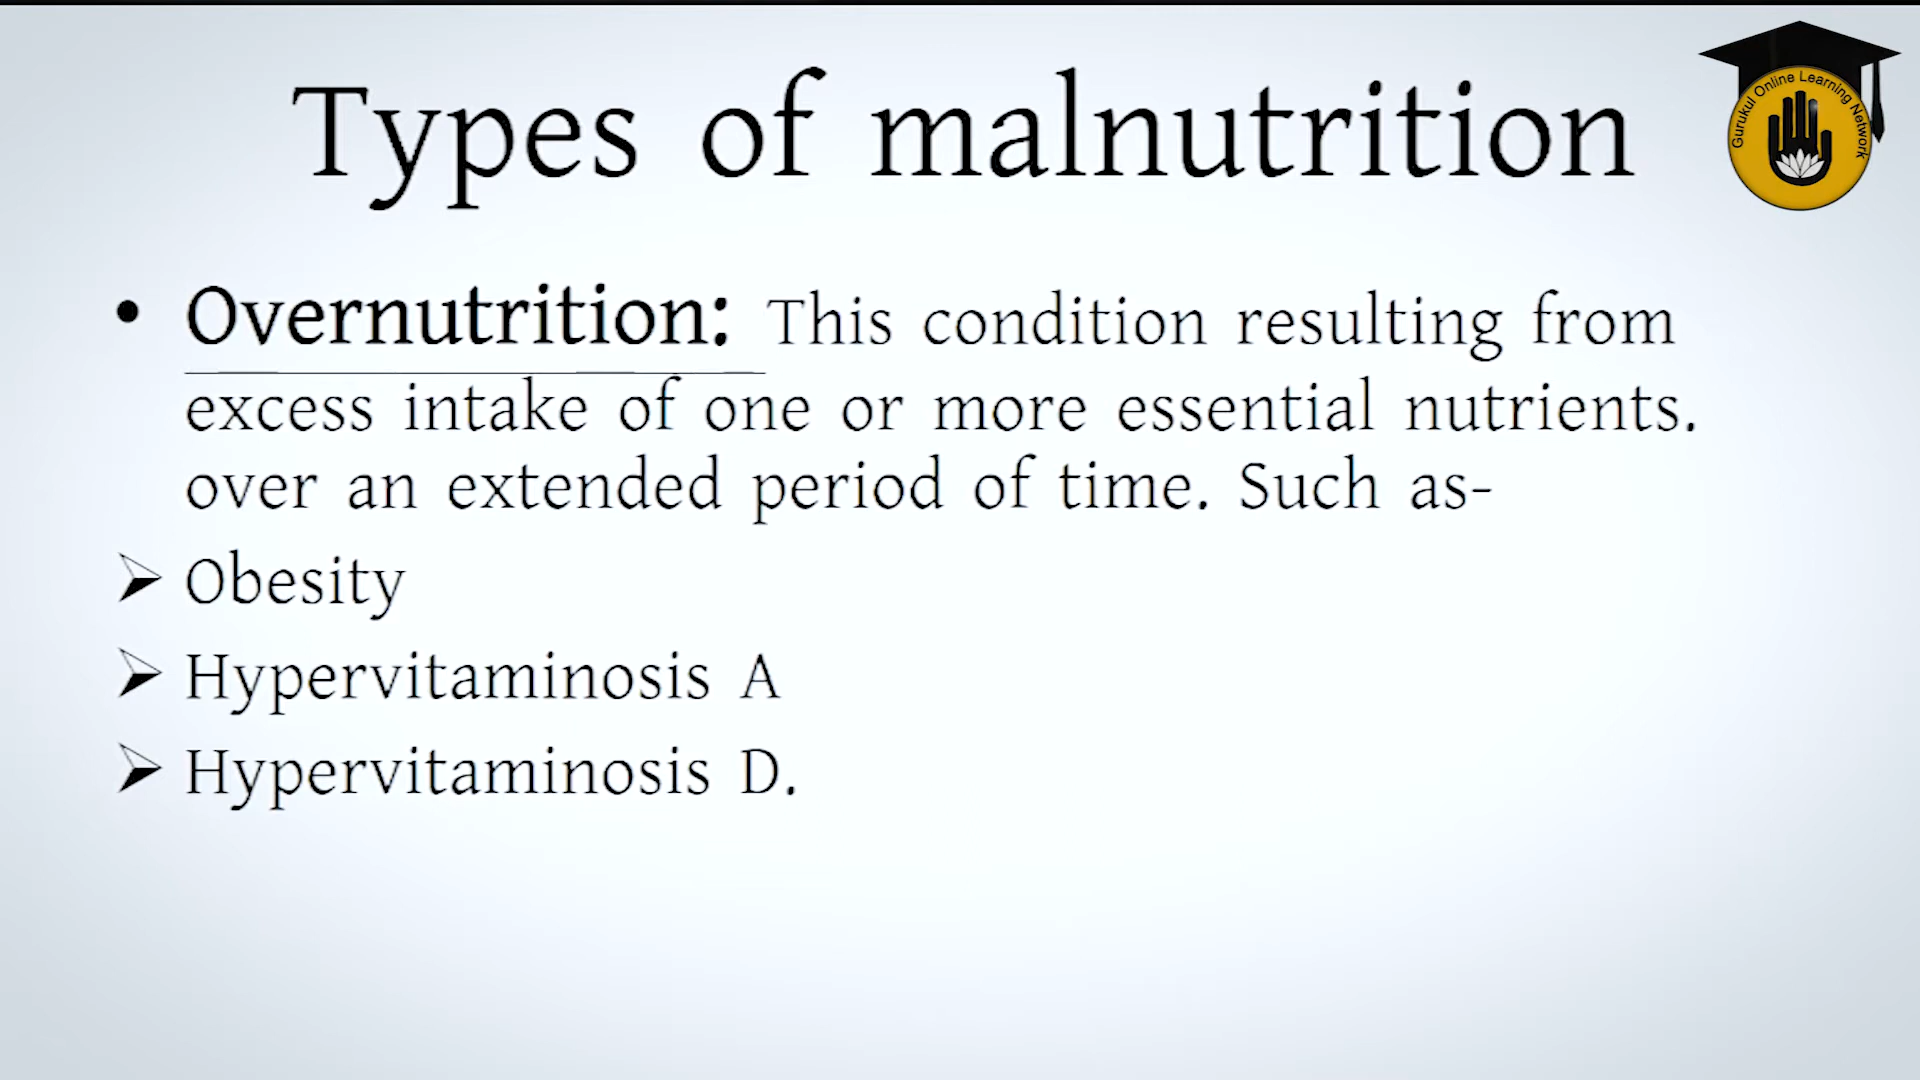 Types of malnutrition
Gurukul Online Learning Network
• Overnutrition: This condition resulting from
excess intake of one or more essential nutrients.
over an extended period of time. Such as-
➢ Obesity
➢ Hypervitaminosis A
➢ Hypervitaminosis D.